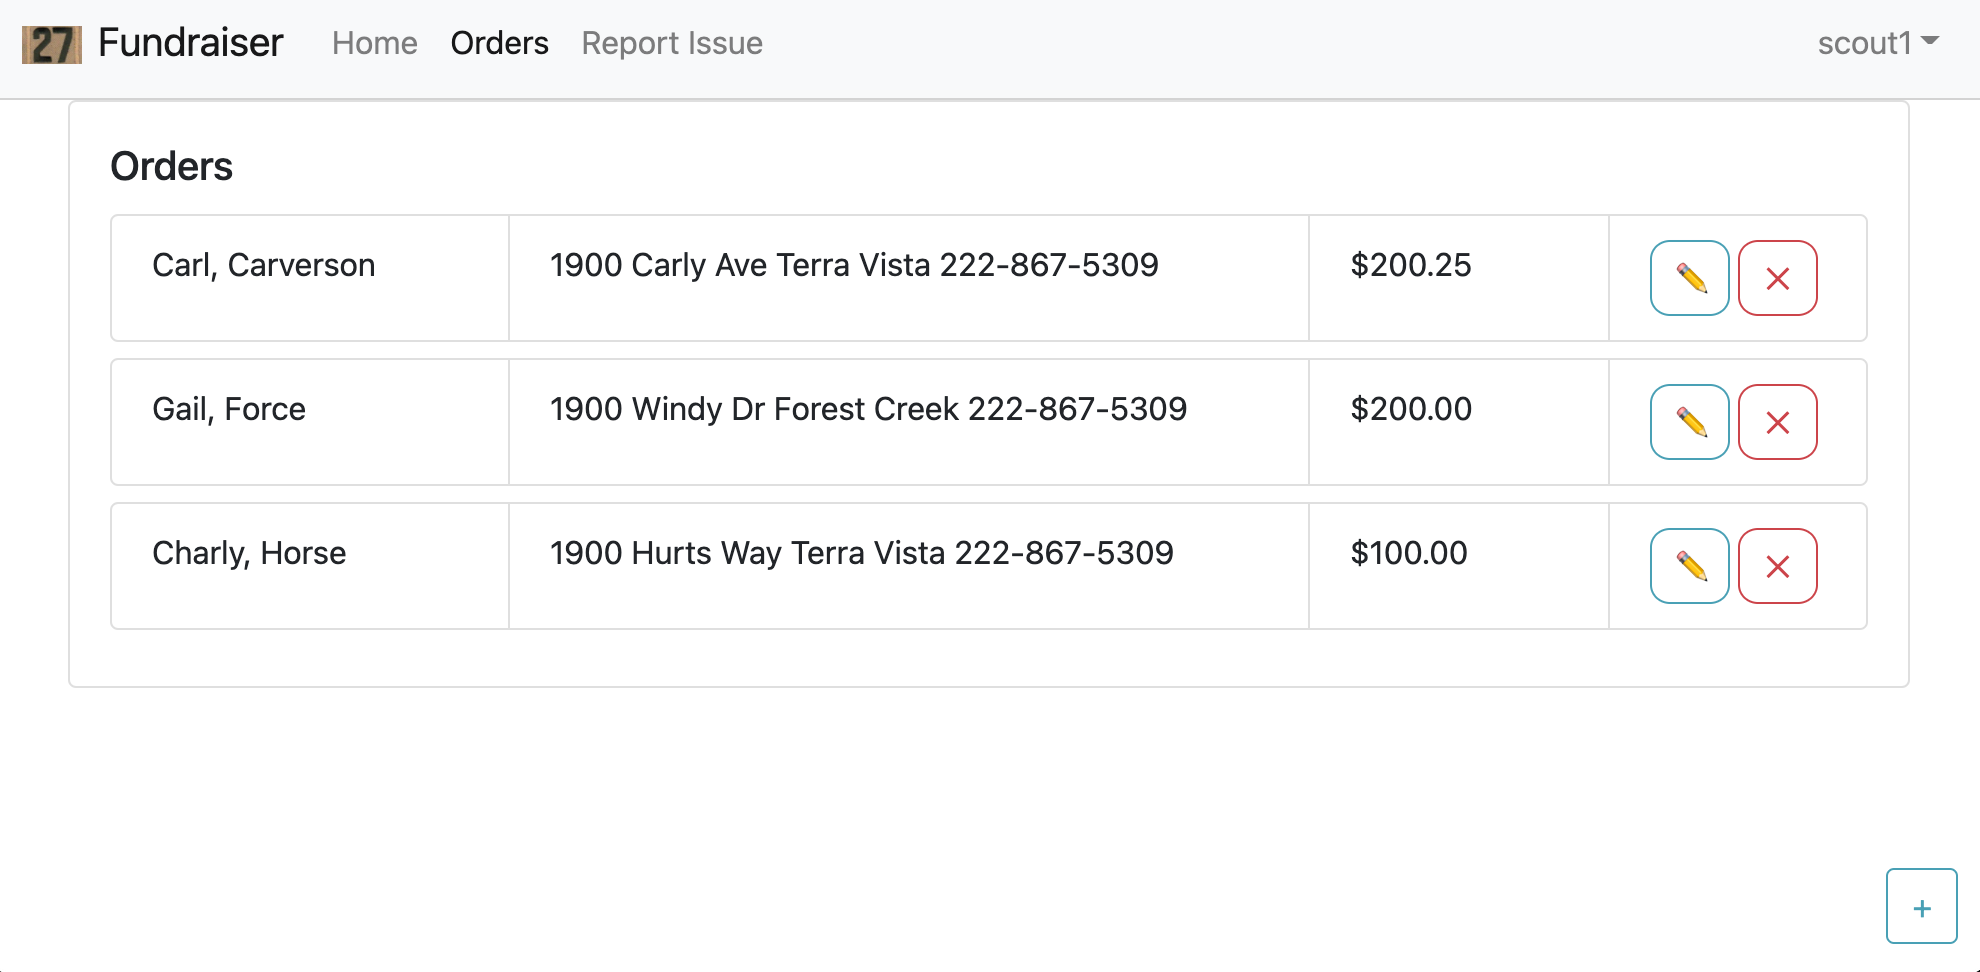 27 Fundraiser Home Orders Report Issue scout1
Orders
Carl, Carverson 1900 Carly Ave Terra Vista 222-867-5309 $200.25
Gail, Force 1900 Windy Dr Forest Creek 222-867-5309 $200.00
Charly, Horse 1900 Hurts Way Terra Vista 222-867-5309 $100.00
+